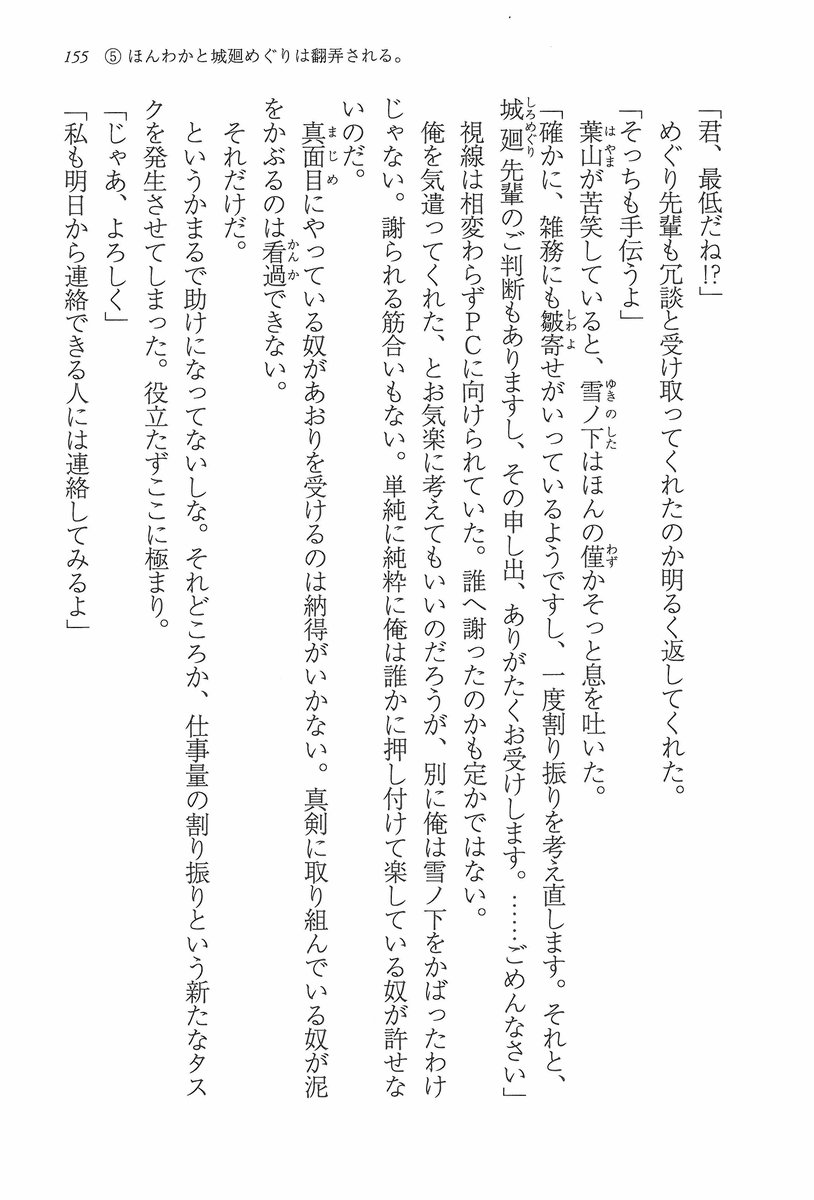 155 ⑤ ほんわかと城廻めぐりは翻弄される。
「君、最低だね!?」
めぐり先輩も冗談と受け取ってくれたのか明るく返してくれた。
「そっちも手伝うよ」
葉山が苦笑していると、雪ノ下はほんの僅かそっと息を吐いた。
「確かに、雑務にも皺寄せがいっているようですし、一度割り振りを考え直します。それと、
城廻先輩のご判断もありますし、その申し出、ありがたくお受けします。……ごめんなさい」
視線は相変わらずPCに向けられていた。誰へ謝ったのかも定かではない。
俺を気遣ってくれた、とお気楽に考えてもいいのだろうが、別に俺は雪ノ下をかばったわけ
じゃない。謝られる筋合いもない。単純に純粋に俺は誰かに押し付けて楽している奴が許せな
いのだ。
真面目にやっている奴があおりを受けるのは納得がいかない。真剣に取り組んでいる奴が泥
をかぶるのは看過できない。
それだけだ。
というかまるで助けになってないしな。それどころか、仕事量の割り振りという新たなタス
クを発生させてしまった。役立たずここに極まり。
「じゃあ、よろしく」
「私も明日から連絡できる人には連絡してみるよ」